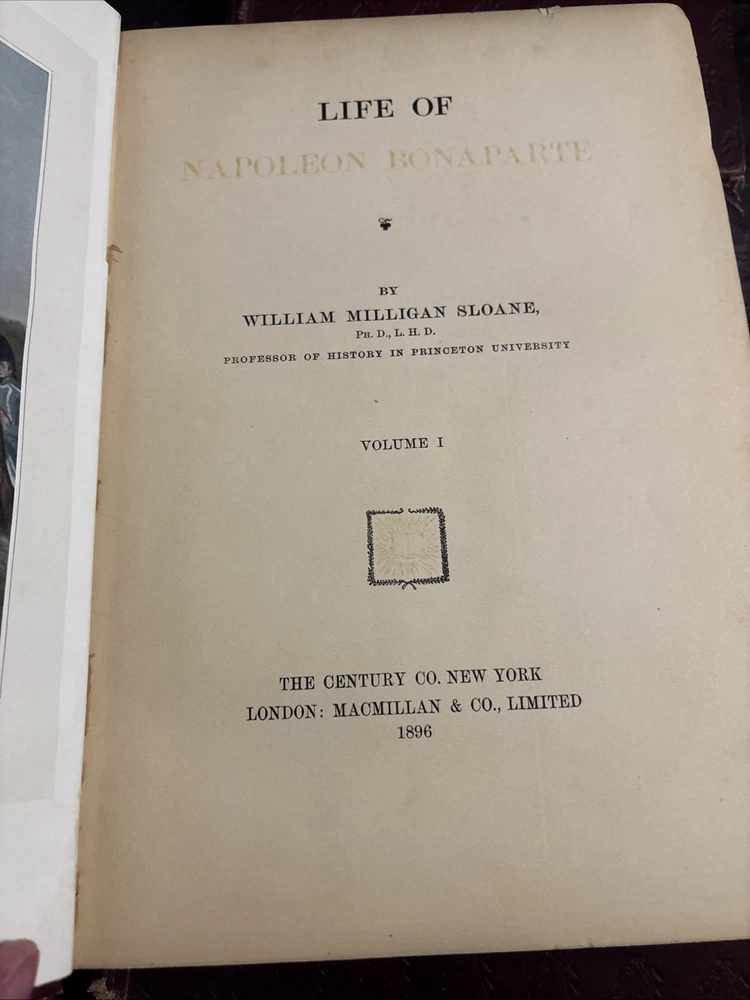 LIFE OF
NAPOLEON BONAPARTE
BY
WILLIAM MILLIGAN SLOANE,
PH. D., L. H. D.
PROFESSOR OF HISTORY IN PRINCETON UNIVERSITY
VOLUME I
THE CENTURY CO. NEW YORK
LONDON: MACMILLAN & CO., LIMITED
1896